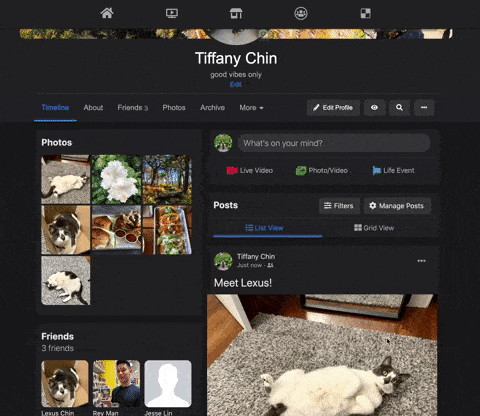 Tiffany Chin
good vibes only
Edit
Timeline About Friends 3 Photos Archive More Edit Profile
Photos
What's on your mind?
Live Video Photo/Video Life Event
Posts Filters Manage Posts
List View Grid View
Tiffany Chin
Just now
Meet Lexus!
Friends
3 friends
Lexus Chin Rey Man Jesse Lin